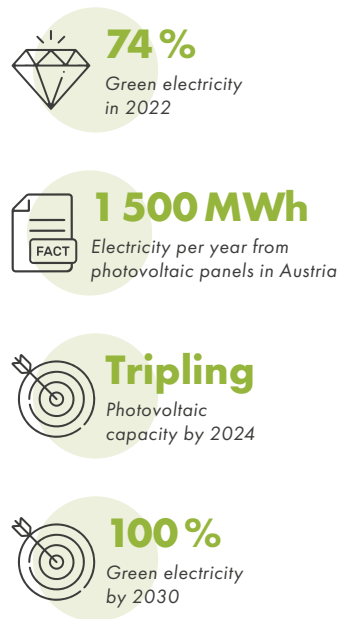 74 %
Green electricity
in 2022
1 500 MWh
FACT
Electricity per year from
photovoltaic panels in Austria
Tripling
Photovoltaic
capacity by 2024
100 %
Green electricity
by 2030